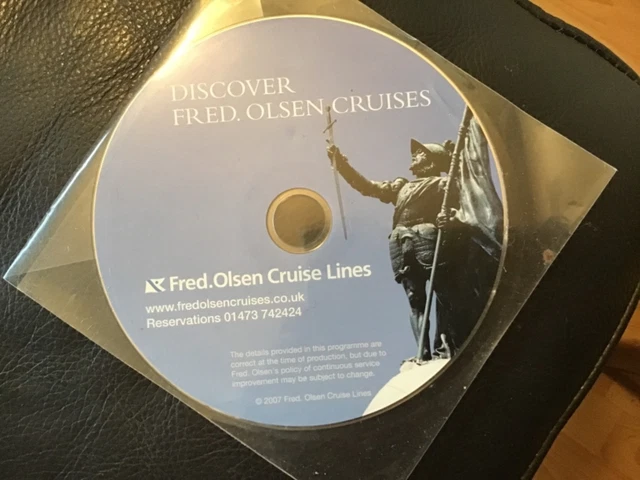 DISCOVER
FRED. OLSEN CRUISES
Fred.Olsen Cruise Lines
www.fredolsencruises.co.uk
Reservations 01473 742424
The details provided in this programme are
correct at the time of production, but due to
Fred. Olsen's policy of continuous service
improvement may be subject to change.
© 2007 Fred. Olsen Cruise Lines